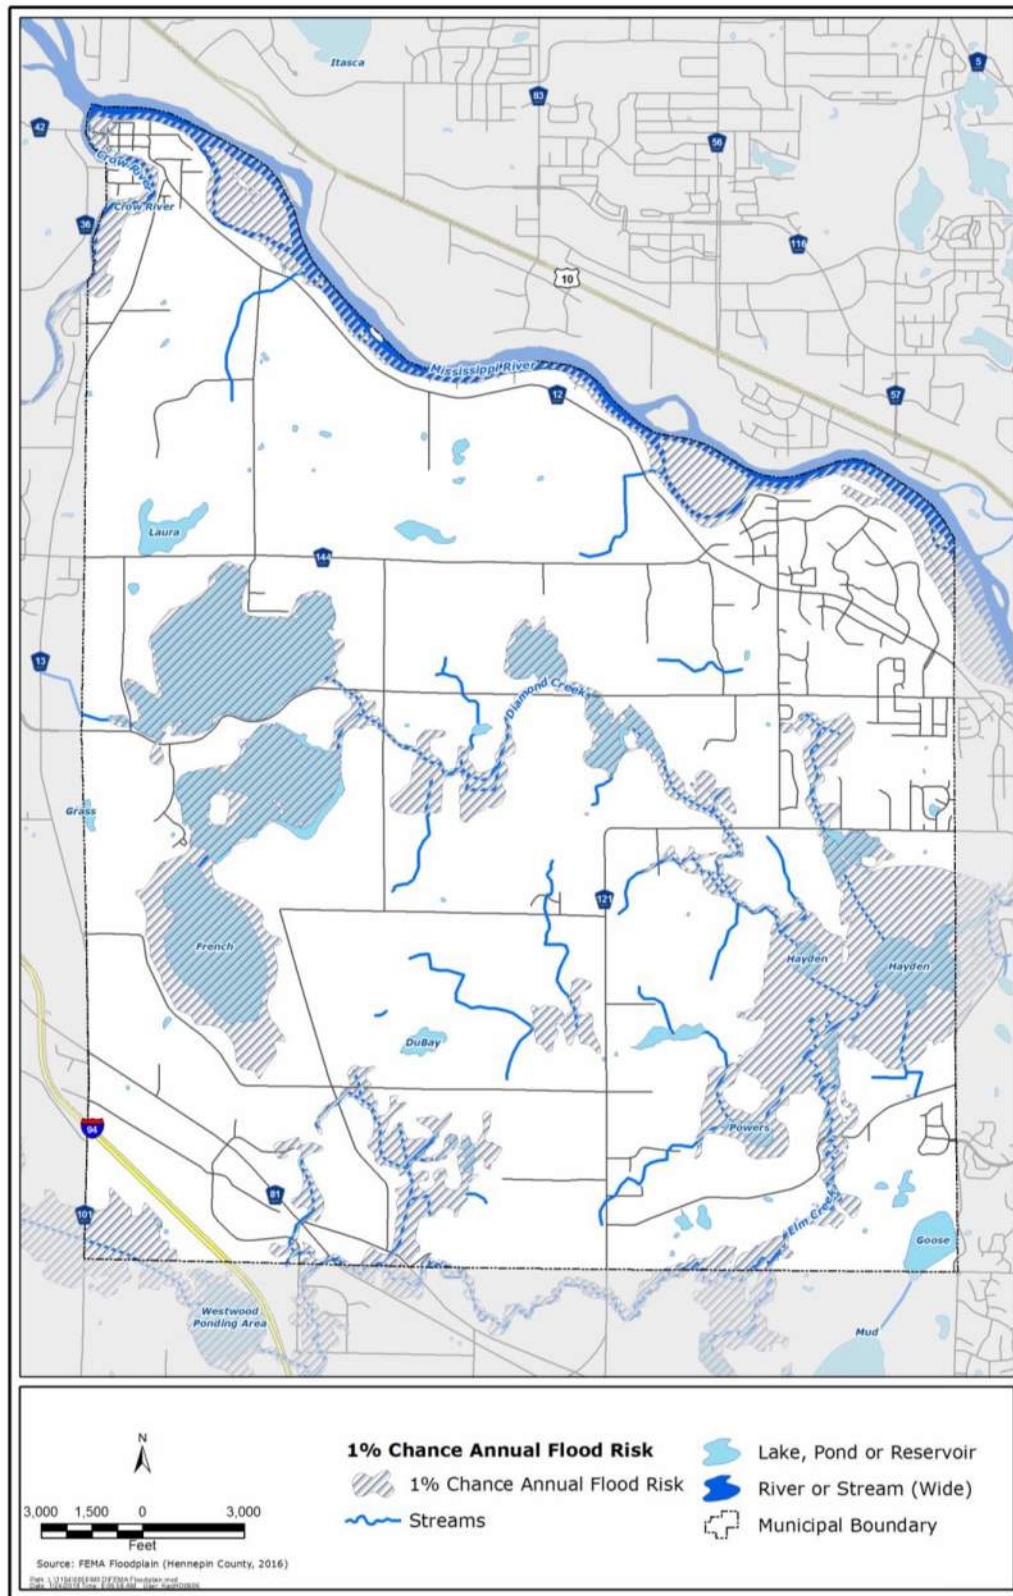 Itasca
5
83
42
56
Crow River
Crow River
36
116
10
Mississippi River
12
57
Laura
144
13
Diamond Creek
Grass
121
French
Hayden
Hayden
DuBay
94
Powers
81
101
Elm Creek
Goose
Westwood
Ponding Area
Mud
N
3,000 1,500 0 3,000
Feet
Source: FEMA Floodplain (Hennepin County, 2016)
1% Chance Annual Flood Risk
1% Chance Annual Flood Risk
Streams
Lake, Pond or Reservoir
River or Stream (Wide)
Municipal Boundary